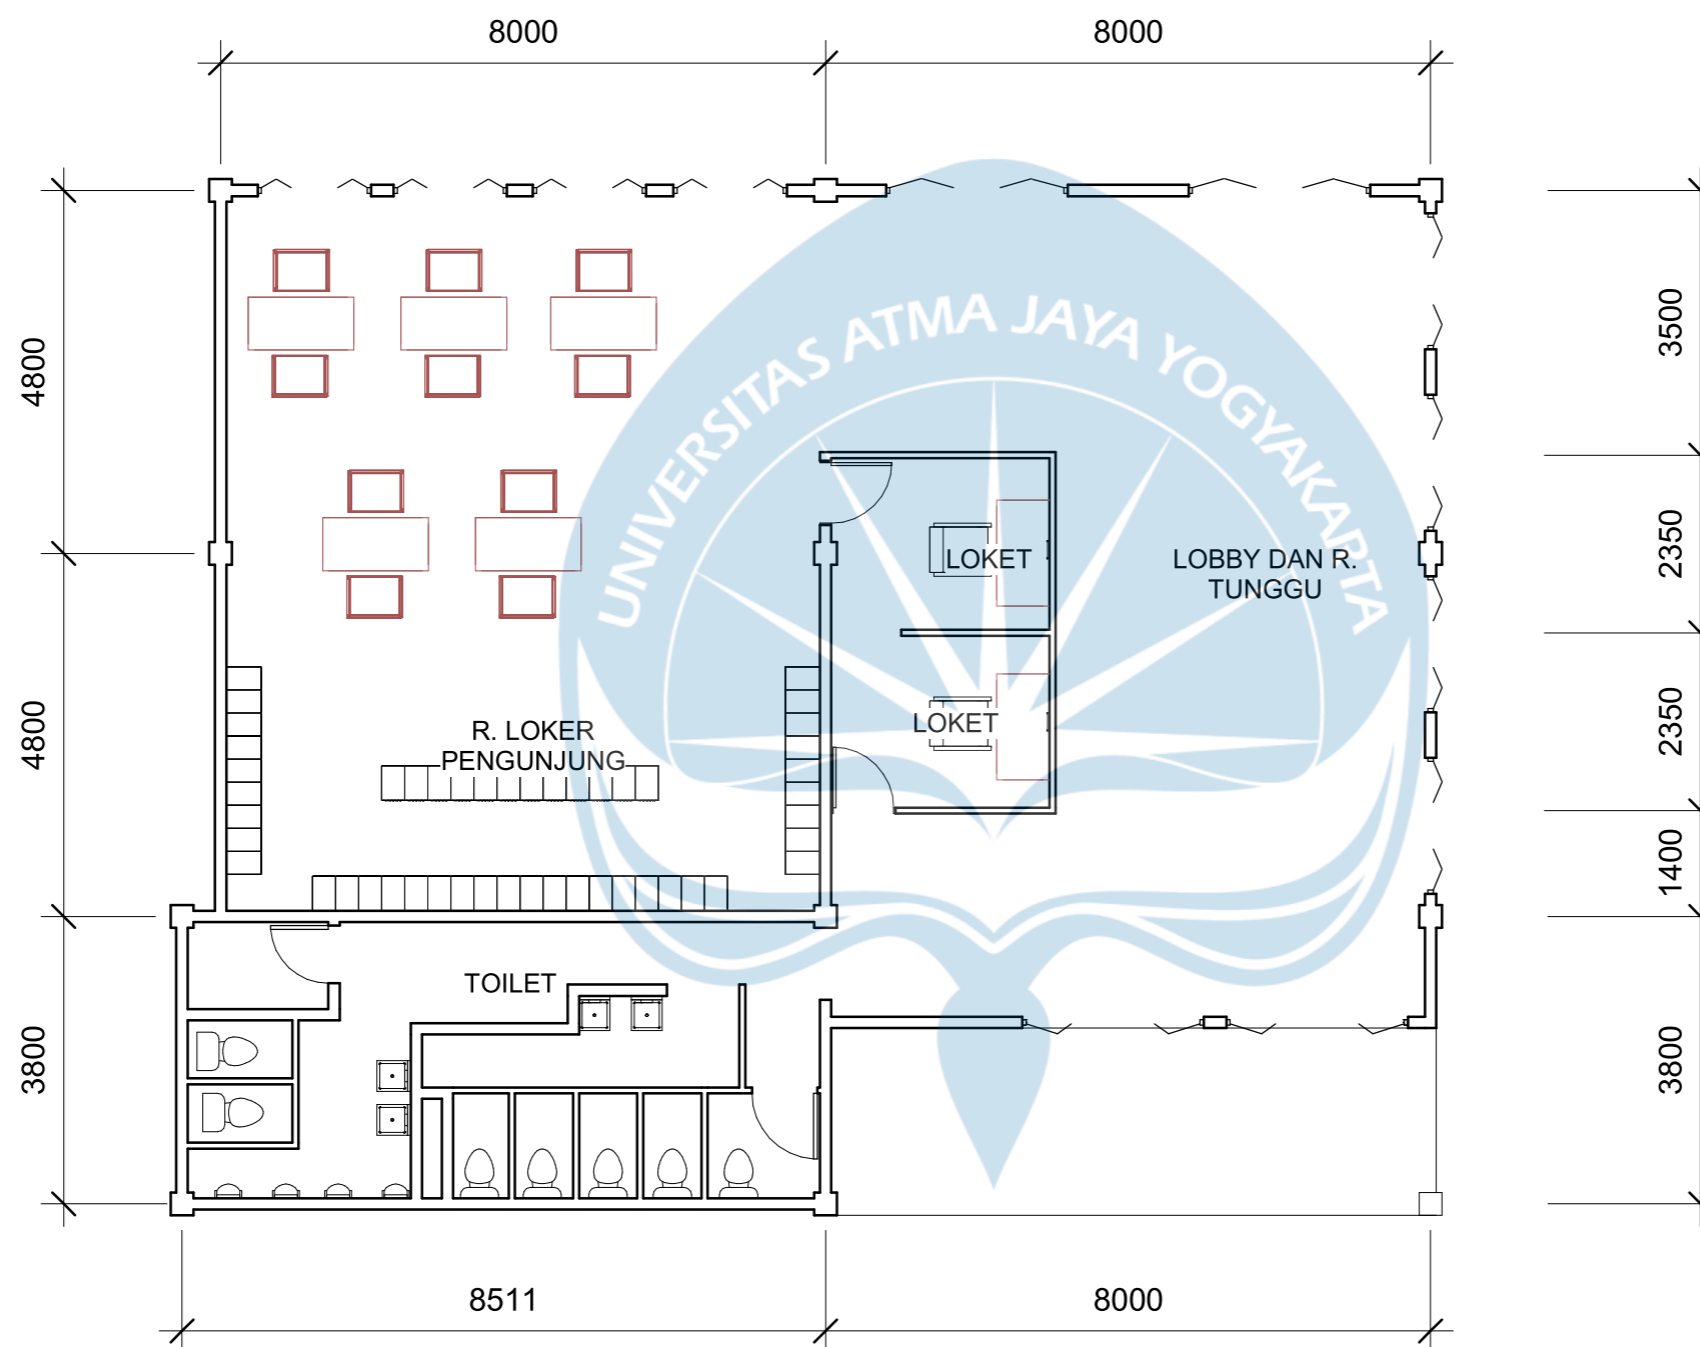 8000
8000
UNIVERSITAS ATMA JAYA YOGYAKARTA
4800
4800
3800
3500
2350
2350
1400
3800
LOKET
LOBBY DAN R.
TUNGGU
LOKET
R. LOKER
PENGUNJUNG
TOILET
8511
8000